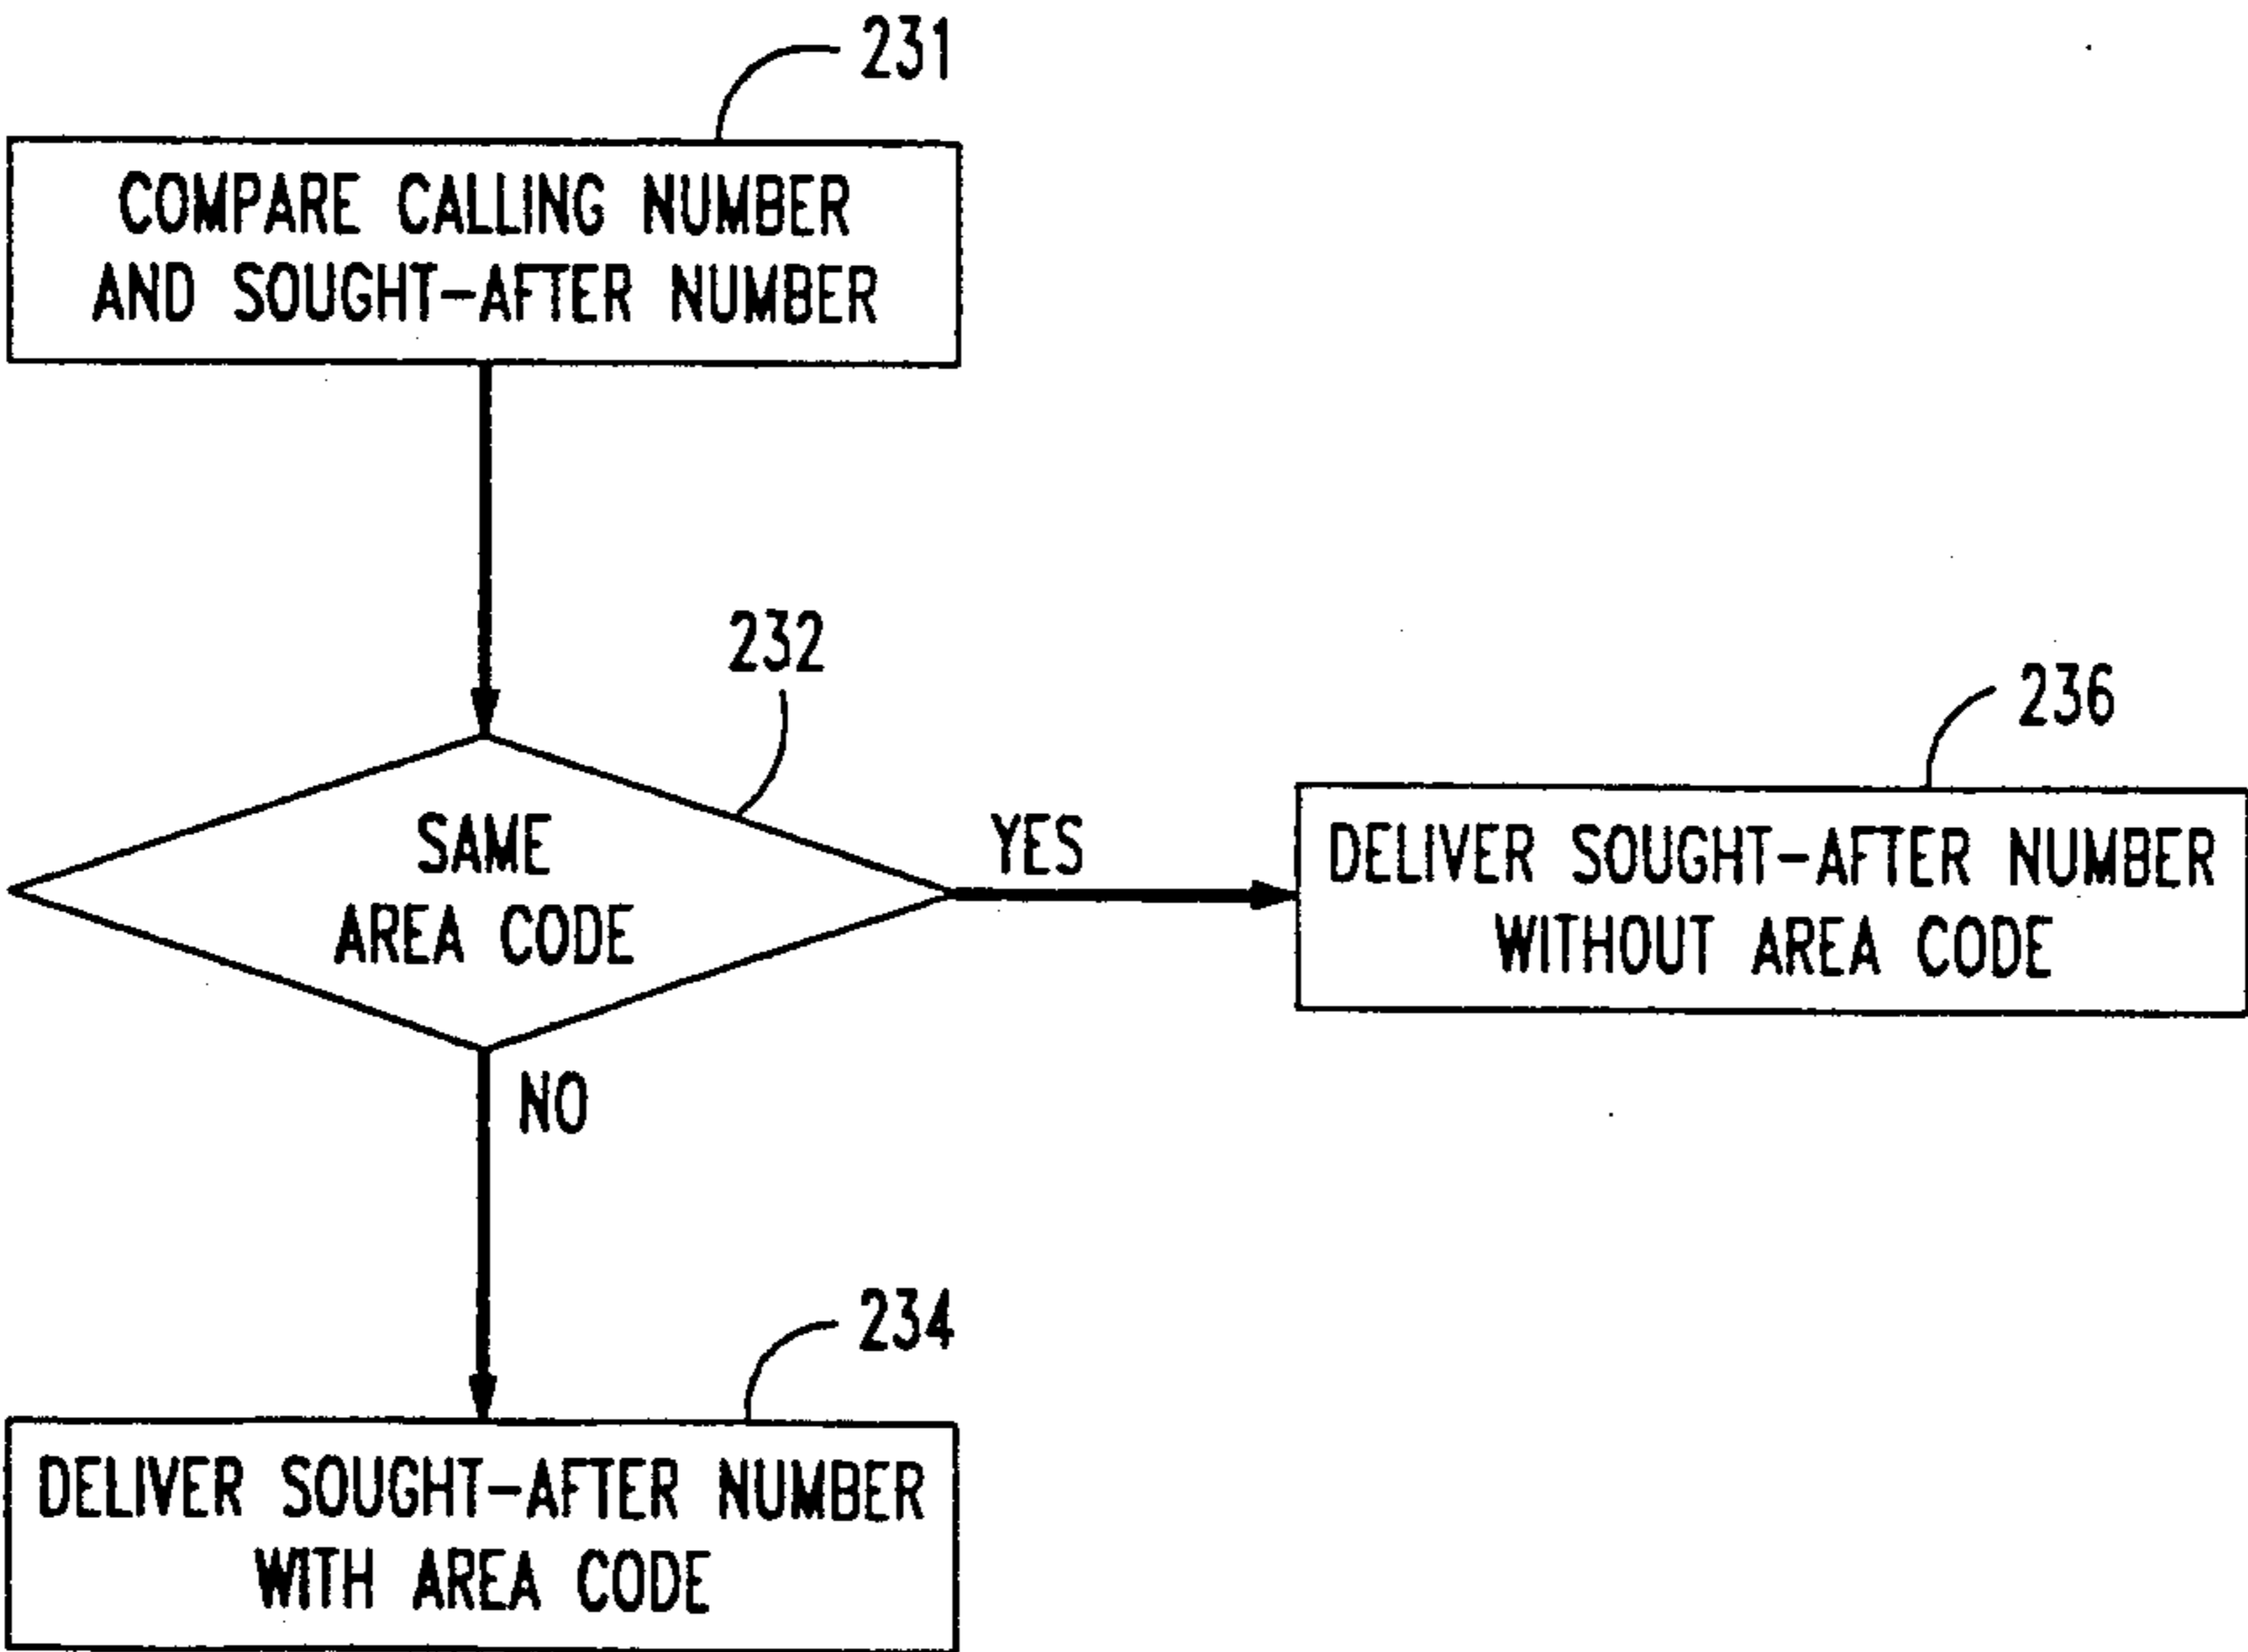 231
COMPARE CALLING NUMBER
AND SOUGHT-AFTER NUMBER
232
SAME
AREA CODE
YES
236
DELIVER SOUGHT-AFTER NUMBER
WITHOUT AREA CODE
NO
234
DELIVER SOUGHT-AFTER NUMBER
WITH AREA CODE